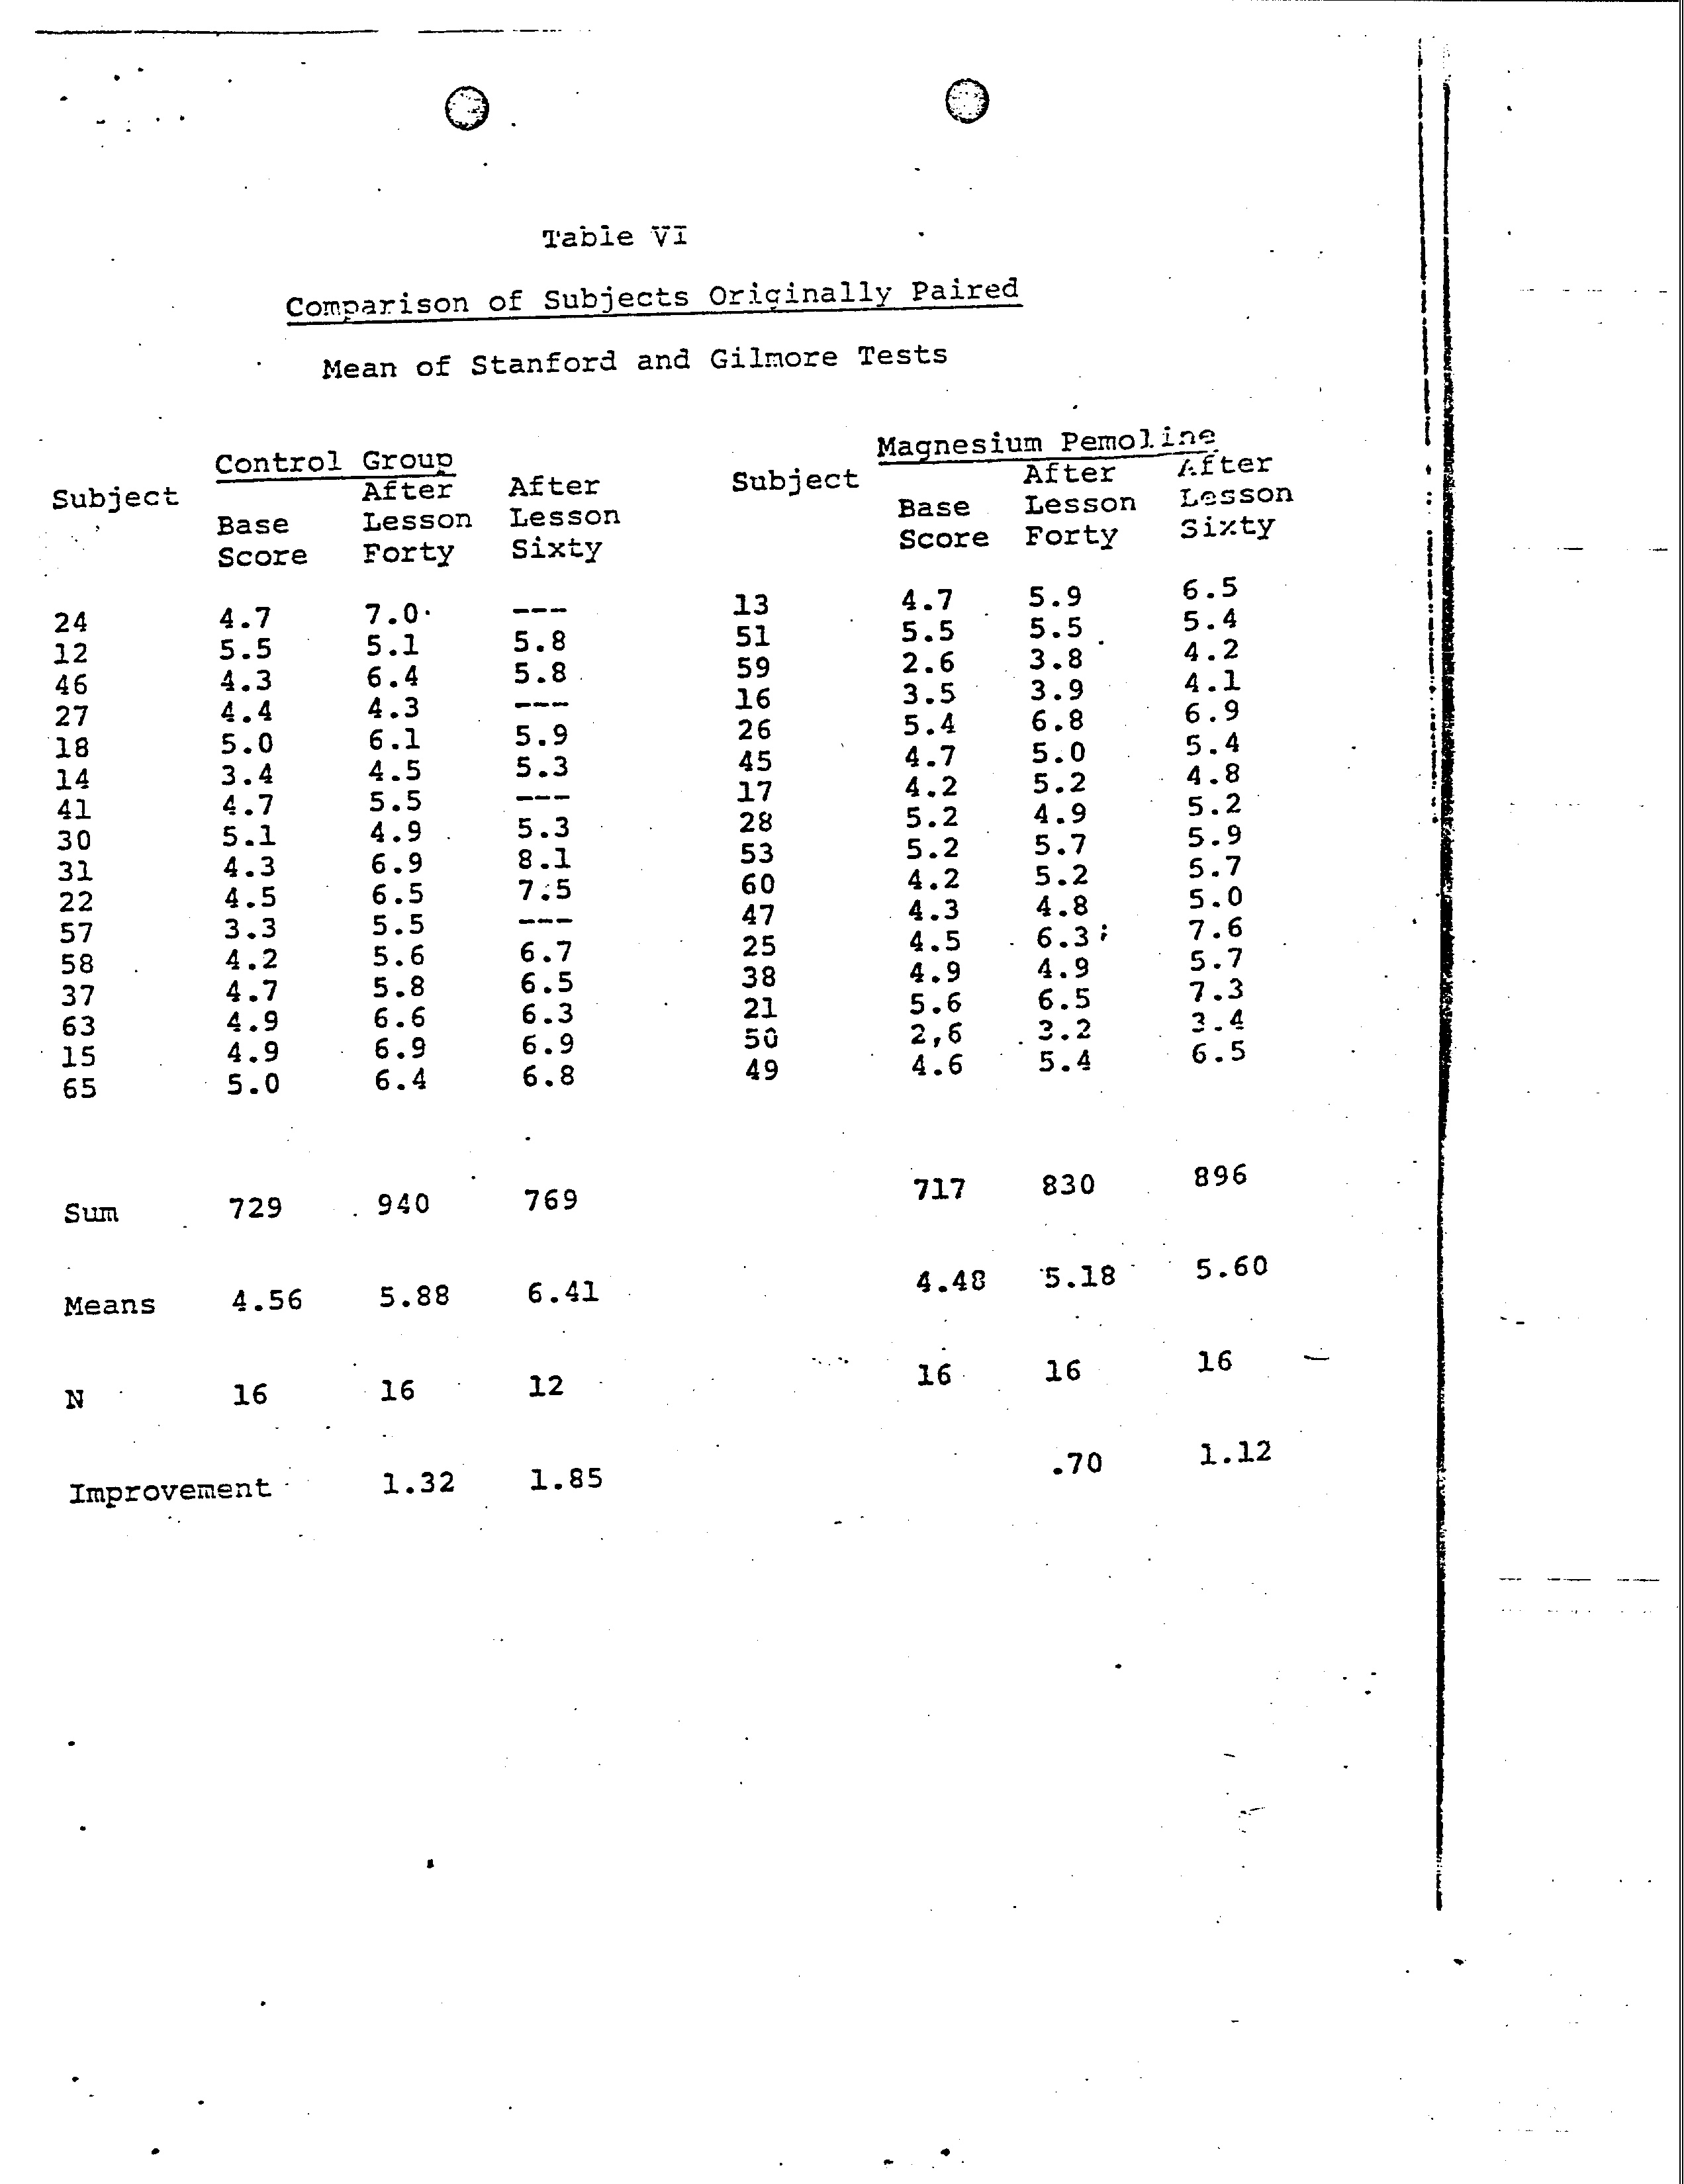 Table VI
Comparison of Subjects Originally Paired
Mean of Stanford and Gilmore Tests
Control Group Magnesium Pemoline
Subject After After Subject After After
Base Lesson Lesson Base Lesson Lesson
Score Forty Sixty Score Forty Sixty
24 4.7 7.0 --- 13 4.7 5.9 6.5
12 5.5 5.1 5.8 51 5.5 5.5 5.4
46 4.3 6.4 5.8 59 2.6 3.8 4.2
27 4.4 4.3 --- 16 3.5 3.9 4.1
18 5.0 6.1 5.9 26 5.4 6.8 6.9
14 3.4 4.5 5.3 45 4.7 5.0 5.4
41 4.7 5.5 --- 17 4.2 5.2 4.8
30 5.1 4.9 5.3 28 5.2 4.9 5.2
31 4.3 6.9 8.1 53 5.2 5.7 5.9
22 4.5 6.5 7.5 60 4.2 5.2 5.7
57 3.3 5.5 --- 47 4.3 4.8 5.0
58 4.2 5.6 6.7 25 4.5 6.3 7.6
37 4.7 5.8 6.5 38 4.9 4.9 5.7
63 4.9 6.6 6.3 21 5.6 6.5 7.3
15 4.9 6.9 6.9 50 2,6 3.2 3.4
65 5.0 6.4 6.8 49 4.6 5.4 6.5
Sum 729 940 769 717 830 896
Means 4.56 5.88 6.41 4.48 5.18 5.60
N 16 16 12 16 16 16
Improvement 1.32 1.85 .70 1.12